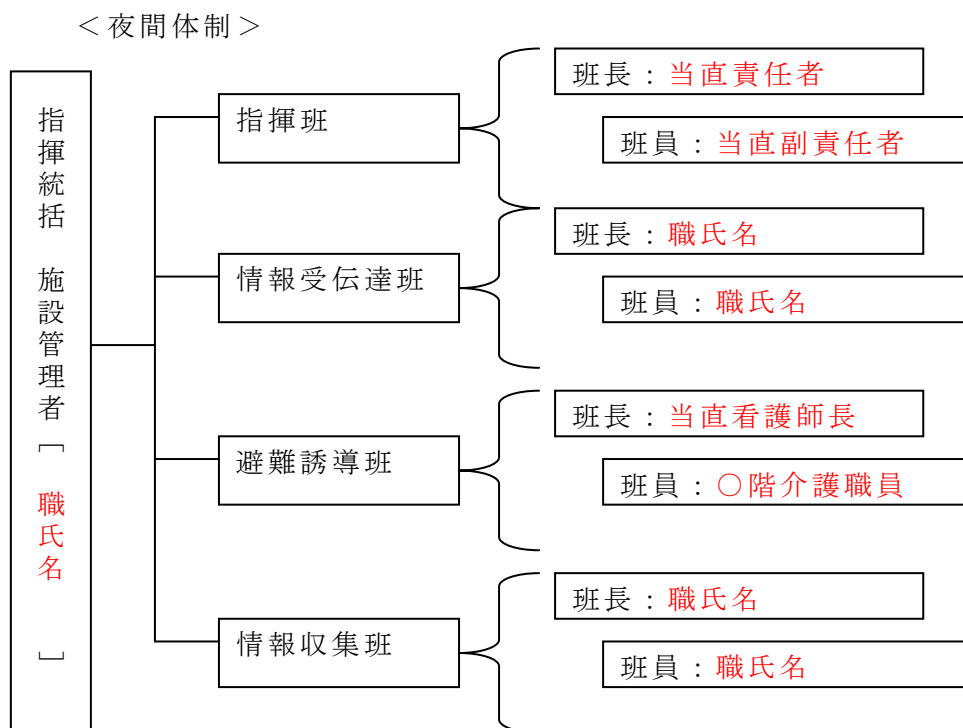 ＜夜間体制＞
指揮統括　施設管理者［　職氏名　　］
指揮班
班長：当直責任者
班員：当直副責任者
情報受伝達班
班長：職氏名
班員：職氏名
避難誘導班
班長：当直看護師長
班員：〇階介護職員
情報収集班
班長：職氏名
班員：職氏名